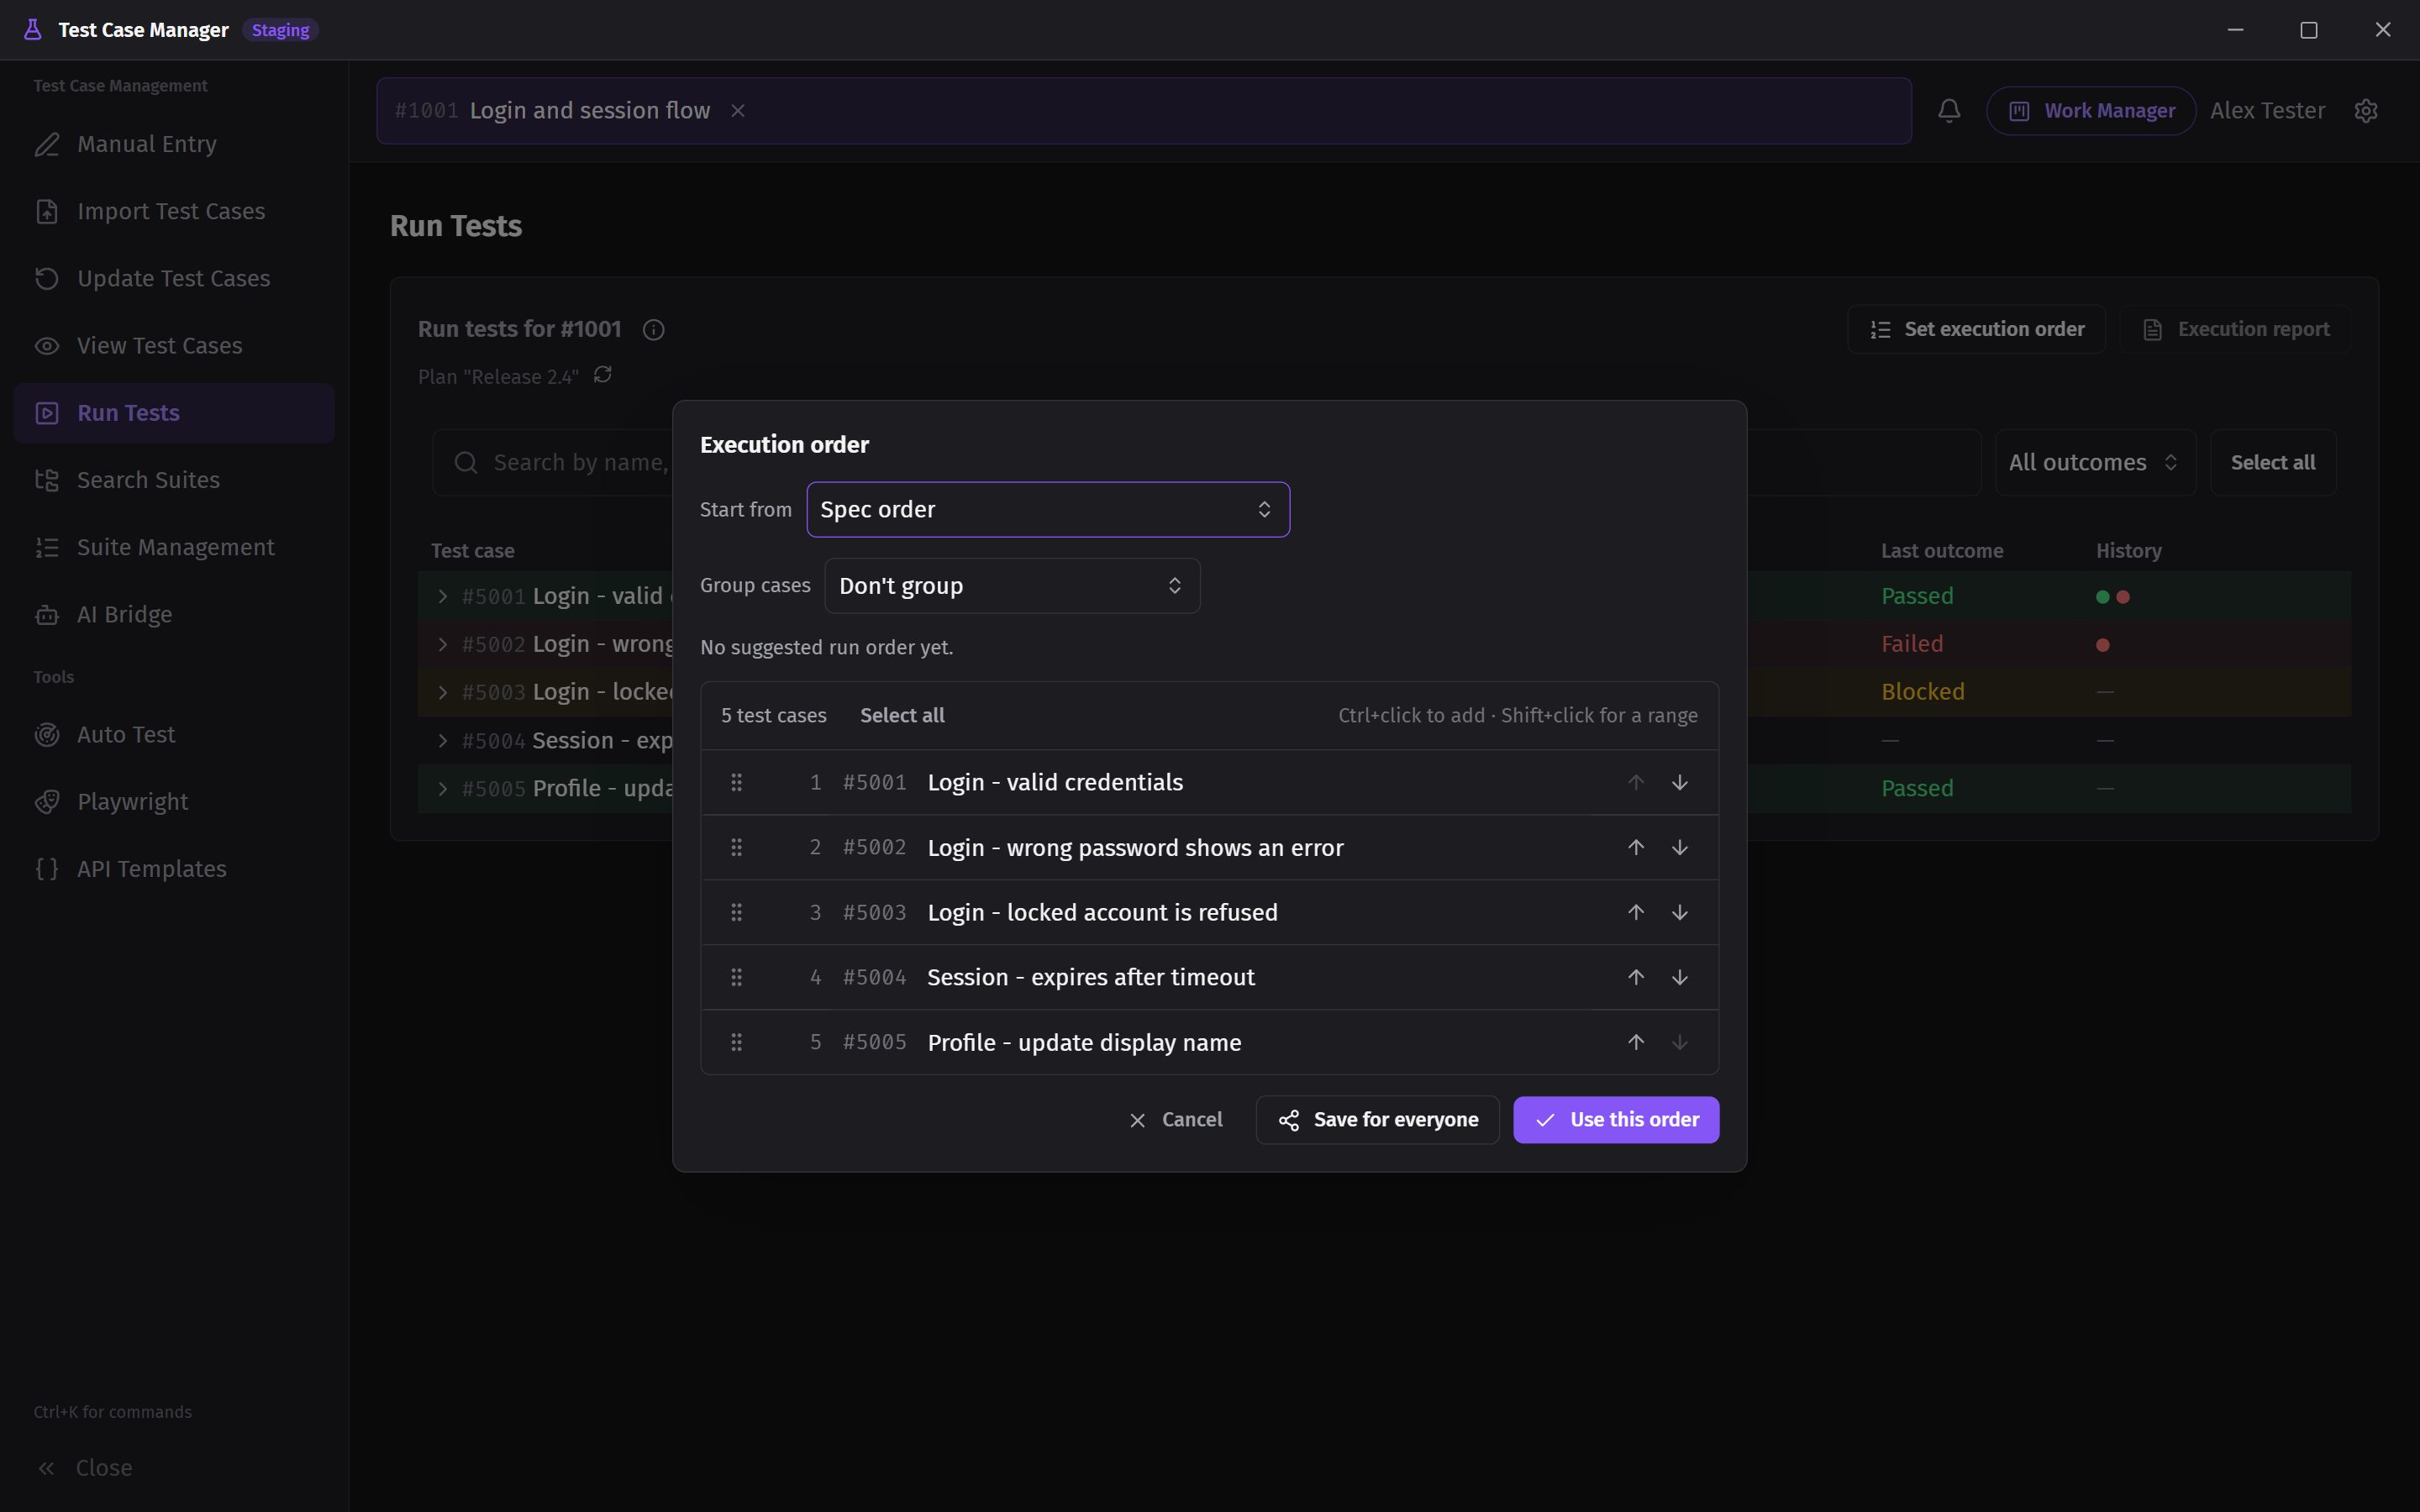 Test Case Manager Staging
Test Case Management
Manual Entry
Import Test Cases
Update Test Cases
View Test Cases
Run Tests
Search Suites
Suite Management
AI Bridge
Tools
Auto Test
Playwright
API Templates
Ctrl+K for commands
Close
#1001 Login and session flow
Work Manager
Alex Tester
Run Tests
Run tests for #1001
Set execution order
Execution report
Plan "Release 2.4"
Search by name,
All outcomes
Select all
Test case
Last outcome
History
#5001 Login - valid
Passed
#5002 Login - wrong
Failed
#5003 Login - locke
Blocked
—
#5004 Session - exp
—
—
#5005 Profile - upda
Passed
—
Execution order
Start from Spec order
Group cases Don't group
No suggested run order yet.
5 test cases Select all Ctrl+click to add · Shift+click for a range
1 #5001 Login - valid credentials
2 #5002 Login - wrong password shows an error
3 #5003 Login - locked account is refused
4 #5004 Session - expires after timeout
5 #5005 Profile - update display name
Cancel
Save for everyone
Use this order